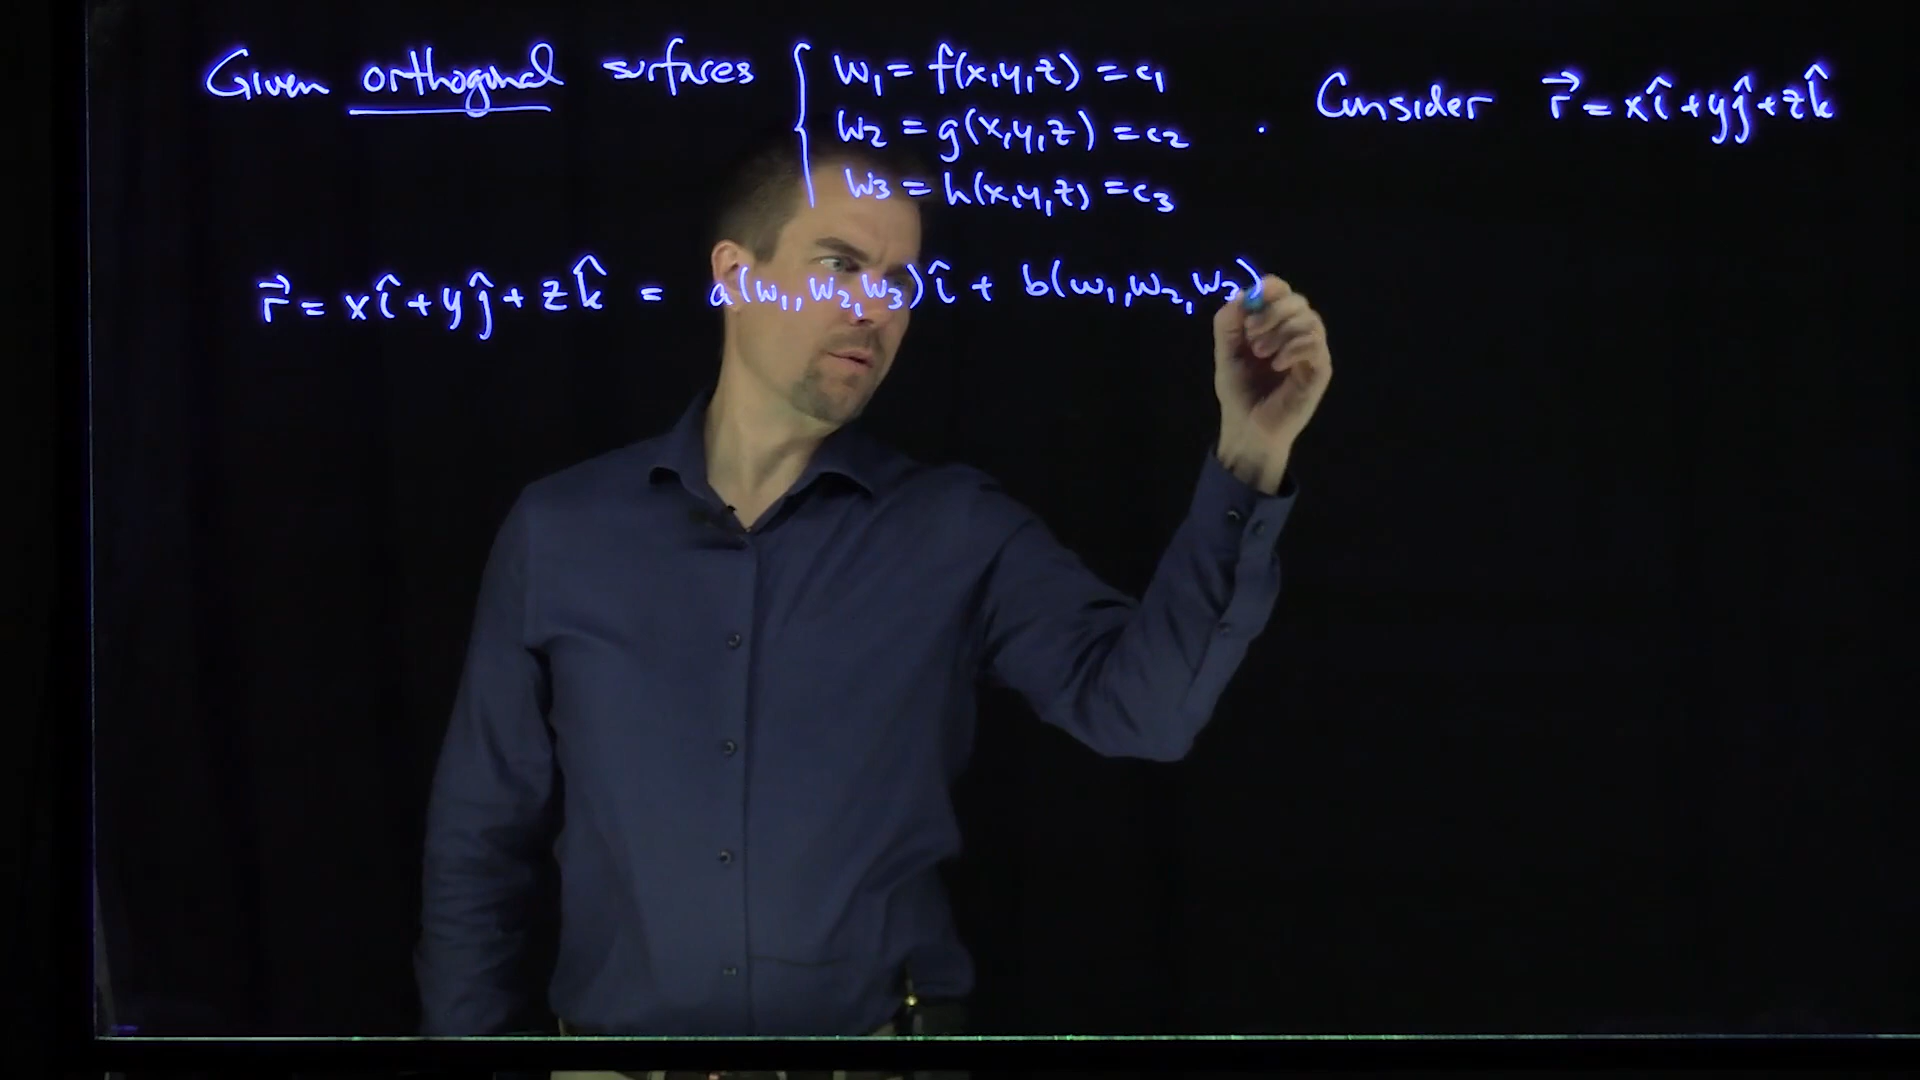 Given orthogonal surfaces { w₁ = f(x,y,z) = c₁
w₂ = g(x,y,z) = c₂
w₃ = h(x,y,z) = c₃
. Consider r⃗ = xî + yĵ + zk̂
r⃗ = xî + yĵ + zk̂ = a(w₁, w₂, w₃)î + b(w₁, w₂, w₃)